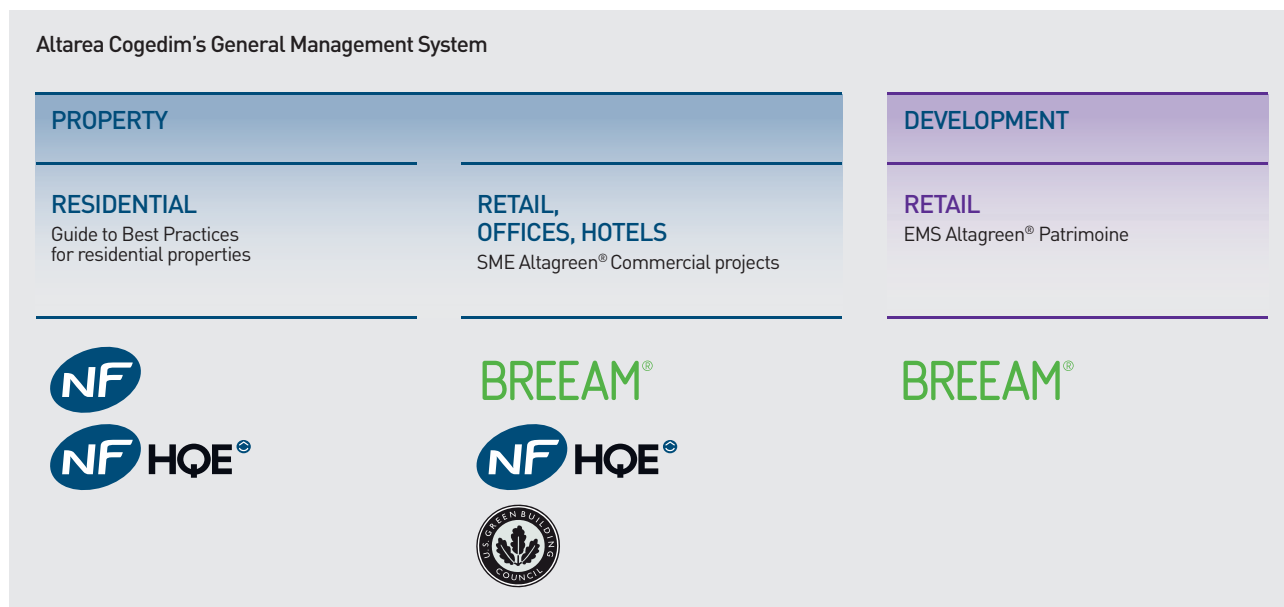 Altarea Cogedim’s General Management System
PROPERTY
RESIDENTIAL
Guide to Best Practices
for residential properties
RETAIL,
OFFICES, HOTELS
SME Altagreen® Commercial projects
DEVELOPMENT
RETAIL
EMS Altagreen® Patrimoine
NF
NF HQE
BREEAM®
NF HQE
U.S. GREEN BUILDING
COUNCIL
BREEAM®